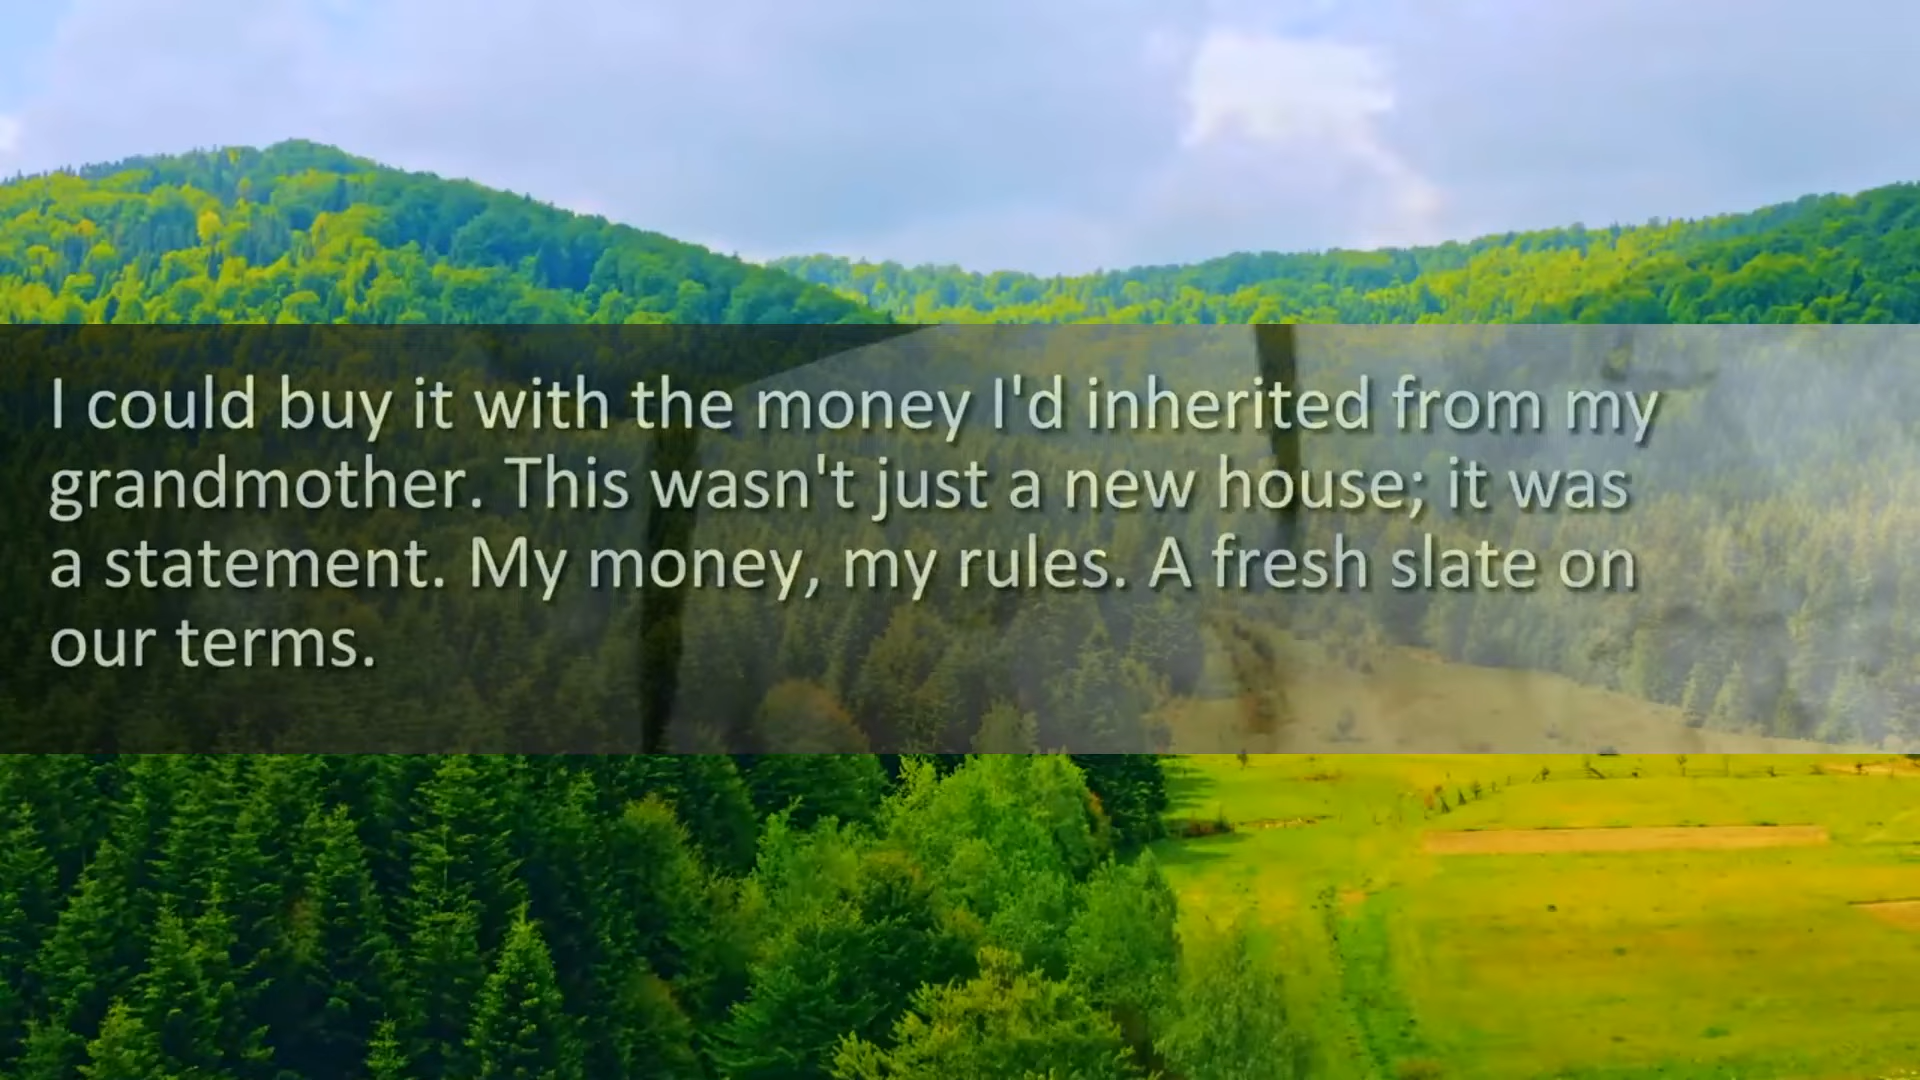 I could buy it with the money I'd inherited from my
grandmother. This wasn't just a new house; it was
a statement. My money, my rules. A fresh slate on
our terms.